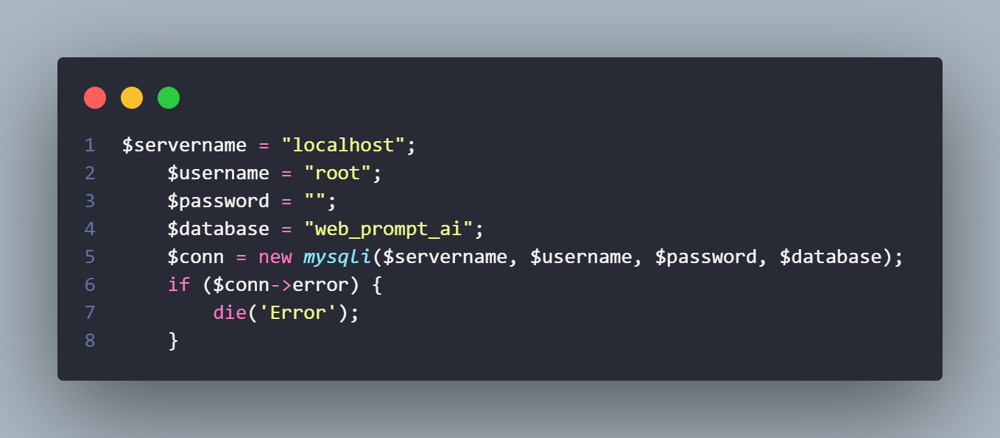 1 $servername = "localhost";
2     $username = "root";
3     $password = "";
4     $database = "web_prompt_ai";
5     $conn = new mysqli($servername, $username, $password, $database);
6     if ($conn->error) {
7         die('Error');
8     }